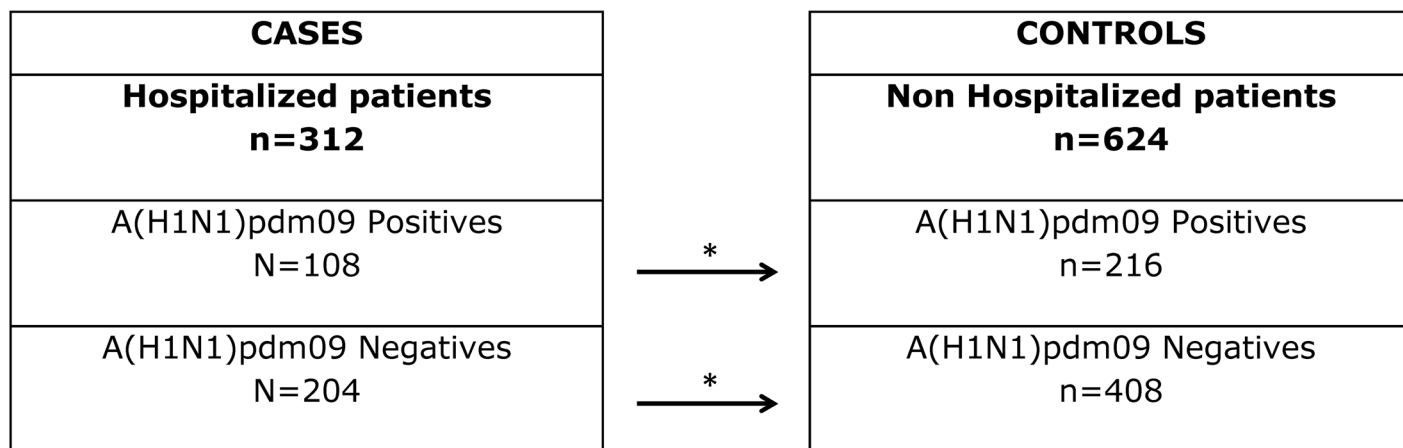 CASES
Hospitalized patients
n=312
A(H1N1)pdm09 Positives
N=108
A(H1N1)pdm09 Negatives
N=204
*
*
CONTROLS
Non Hospitalized patients
n=624
A(H1N1)pdm09 Positives
n=216
A(H1N1)pdm09 Negatives
n=408